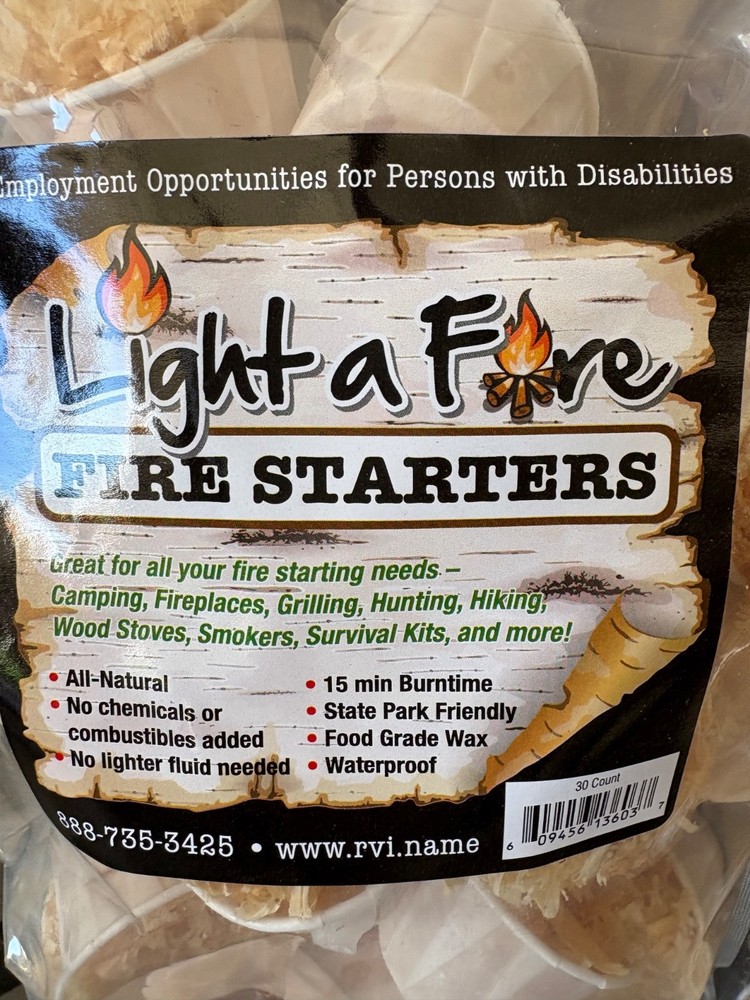 Employment Opportunities for Persons with Disabilities
Light a Fire
FIRE STARTERS
Great for all your fire starting needs –
Camping, Fireplaces, Grilling, Hunting, Hiking,
Wood Stoves, Smokers, Survival Kits, and more!
• All-Natural
• No chemicals or
combustibles added
• No lighter fluid needed
• 15 min Burntime
• State Park Friendly
• Food Grade Wax
• Waterproof
30 Count
6 09456 13603 7
888-735-3425 • www.rvi.name